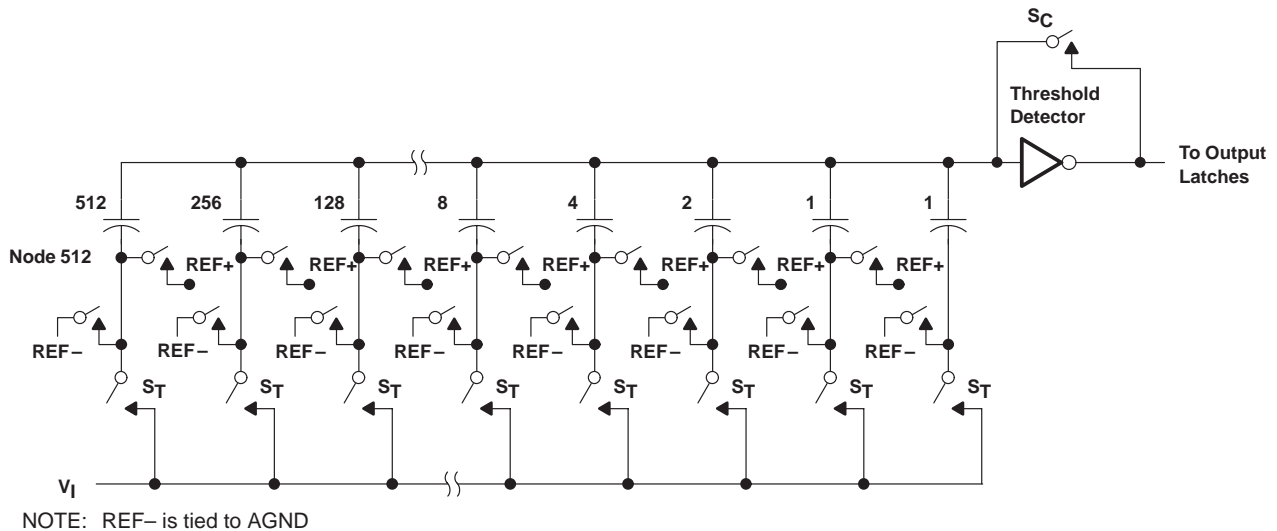 SC
Threshold
Detector
To Output
Latches
512 256 128 8 4 2 1 1
Node 512
REF+ REF+ REF+ REF+ REF+ REF+ REF+
REF– REF– REF– REF– REF– REF– REF– REF–
ST ST ST ST ST ST ST ST
VI
NOTE: REF– is tied to AGND